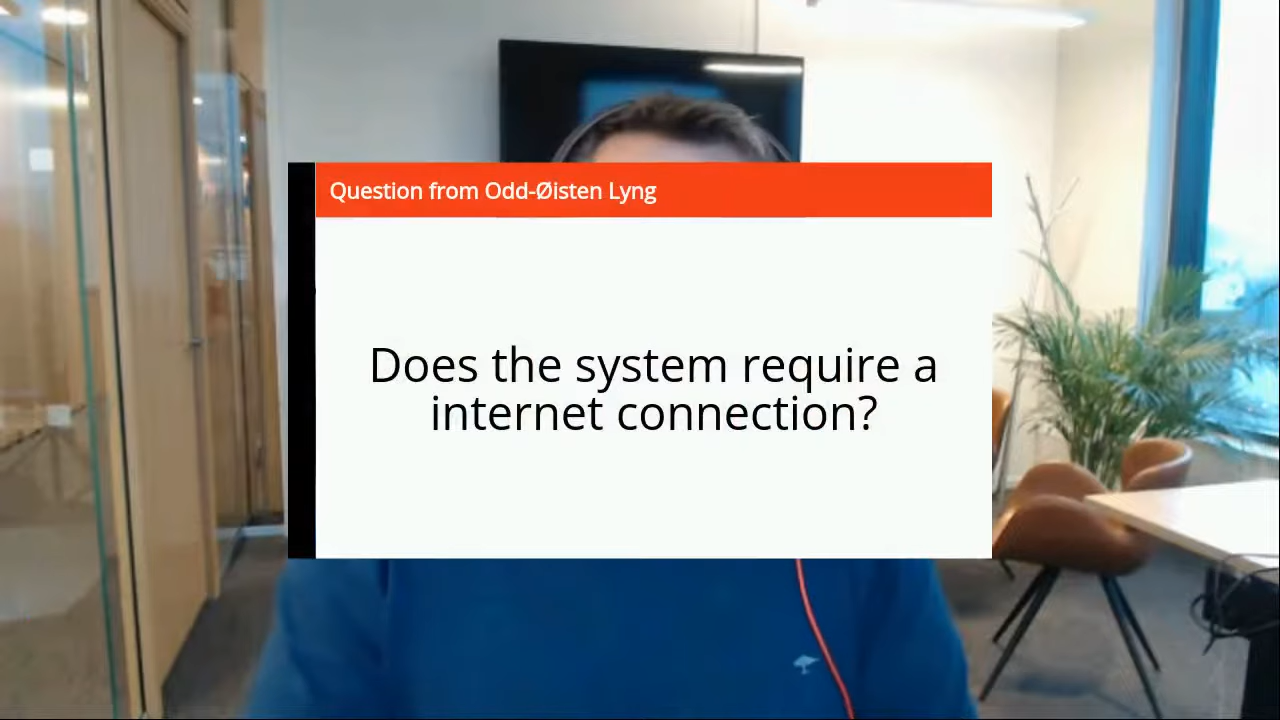 Question from Odd-Øisten Lyng
Does the system require a
internet connection?